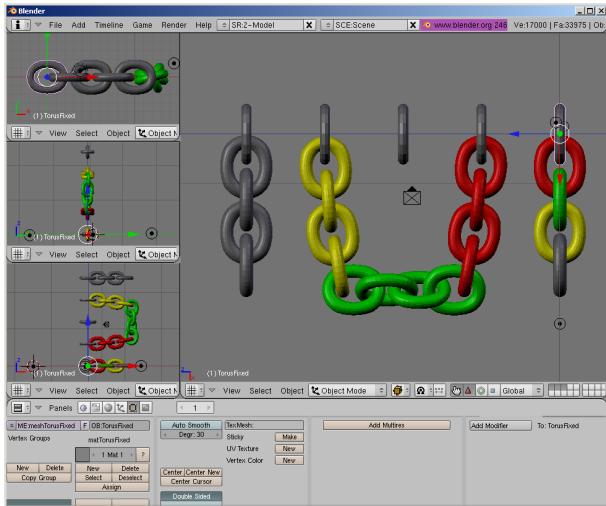 Blender
File Add Timeline Game Render Help SR:2-Model SCE:Scene www.blender.org 246 Ve:17000 | Fa:33975 | Ob:
(1) TorusFixed
View Select Object Object M
(1) TorusFixed
View Select Object Object M
(1) TorusFixed
View Select Object Object M
(1) TorusFixed
View Select Object Object Mode Global
Panels 1
ME:meshTorusFixed F OB:TorusFixed
Vertex Groups
matTorusFixed
1 Mat 1 ?
New Delete New Delete
Copy Group Select Deselect
Assign
Auto Smooth
Degr: 30
Center Center New
Center Cursor
Double Sided
TexMesh:
Sticky Make
UV Texture New
Vertex Color New
Add Multires
Add Modifier To: TorusFixed